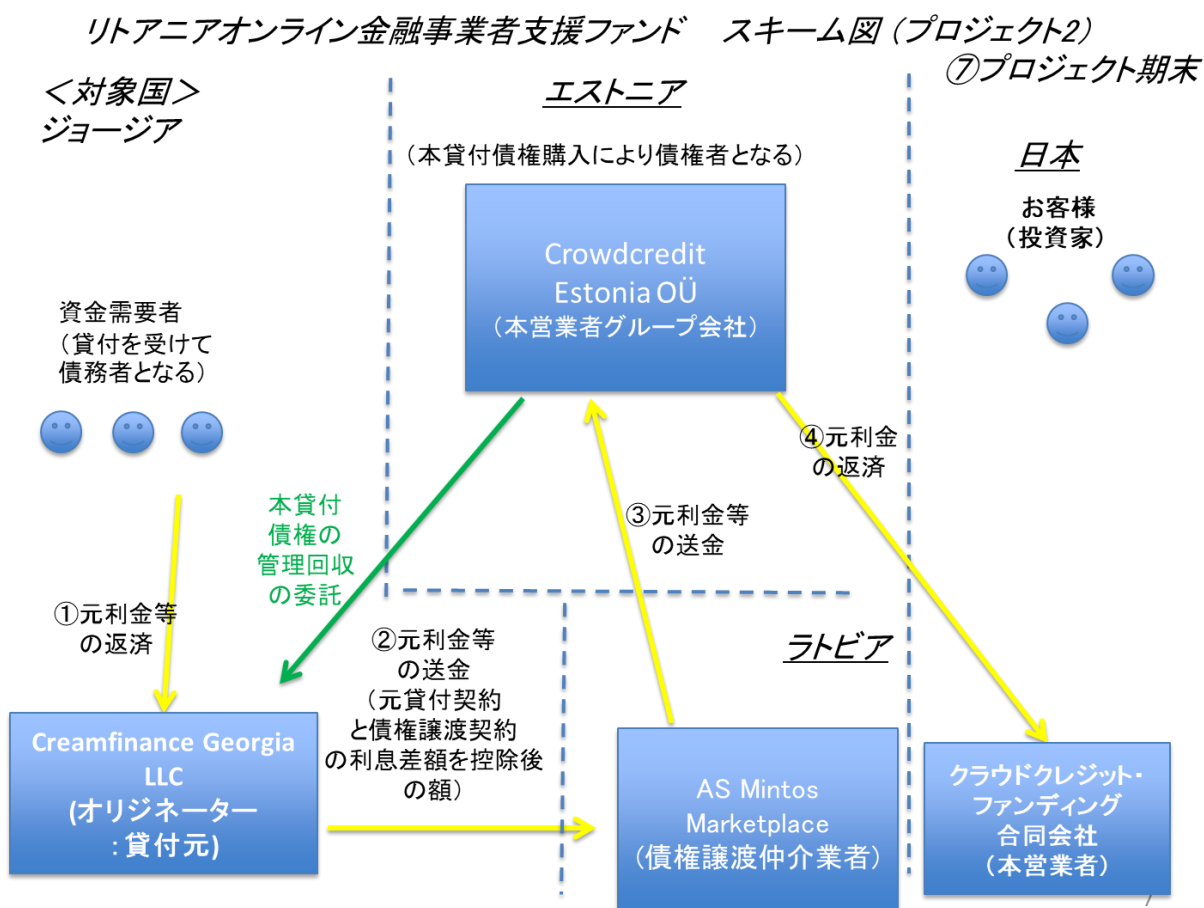 リトアニアオンライン金融事業者支援ファンド　スキーム図（プロジェクト2）
⑦プロジェクト期末
＜対象国＞
ジョージア
エストニア
（本貸付債権購入により債権者となる）
日本
お客様
（投資家）
Crowdcredit
Estonia OÜ
（本営業者グループ会社）
資金需要者
（貸付を受けて
債務者となる）
④元利金
の返済
本貸付
債権の
管理回収
の委託
③元利金等
の送金
①元利金等
の返済
②元利金等
の送金
（元貸付契約
と債権譲渡契約
の利息差額を控除後
の額）
ラトビア
Creamfinance Georgia
LLC
(オリジネーター
：貸付元)
AS Mintos
Marketplace
（債権譲渡仲介業者）
クラウドクレジット・
ファンディング
合同会社
（本営業者）